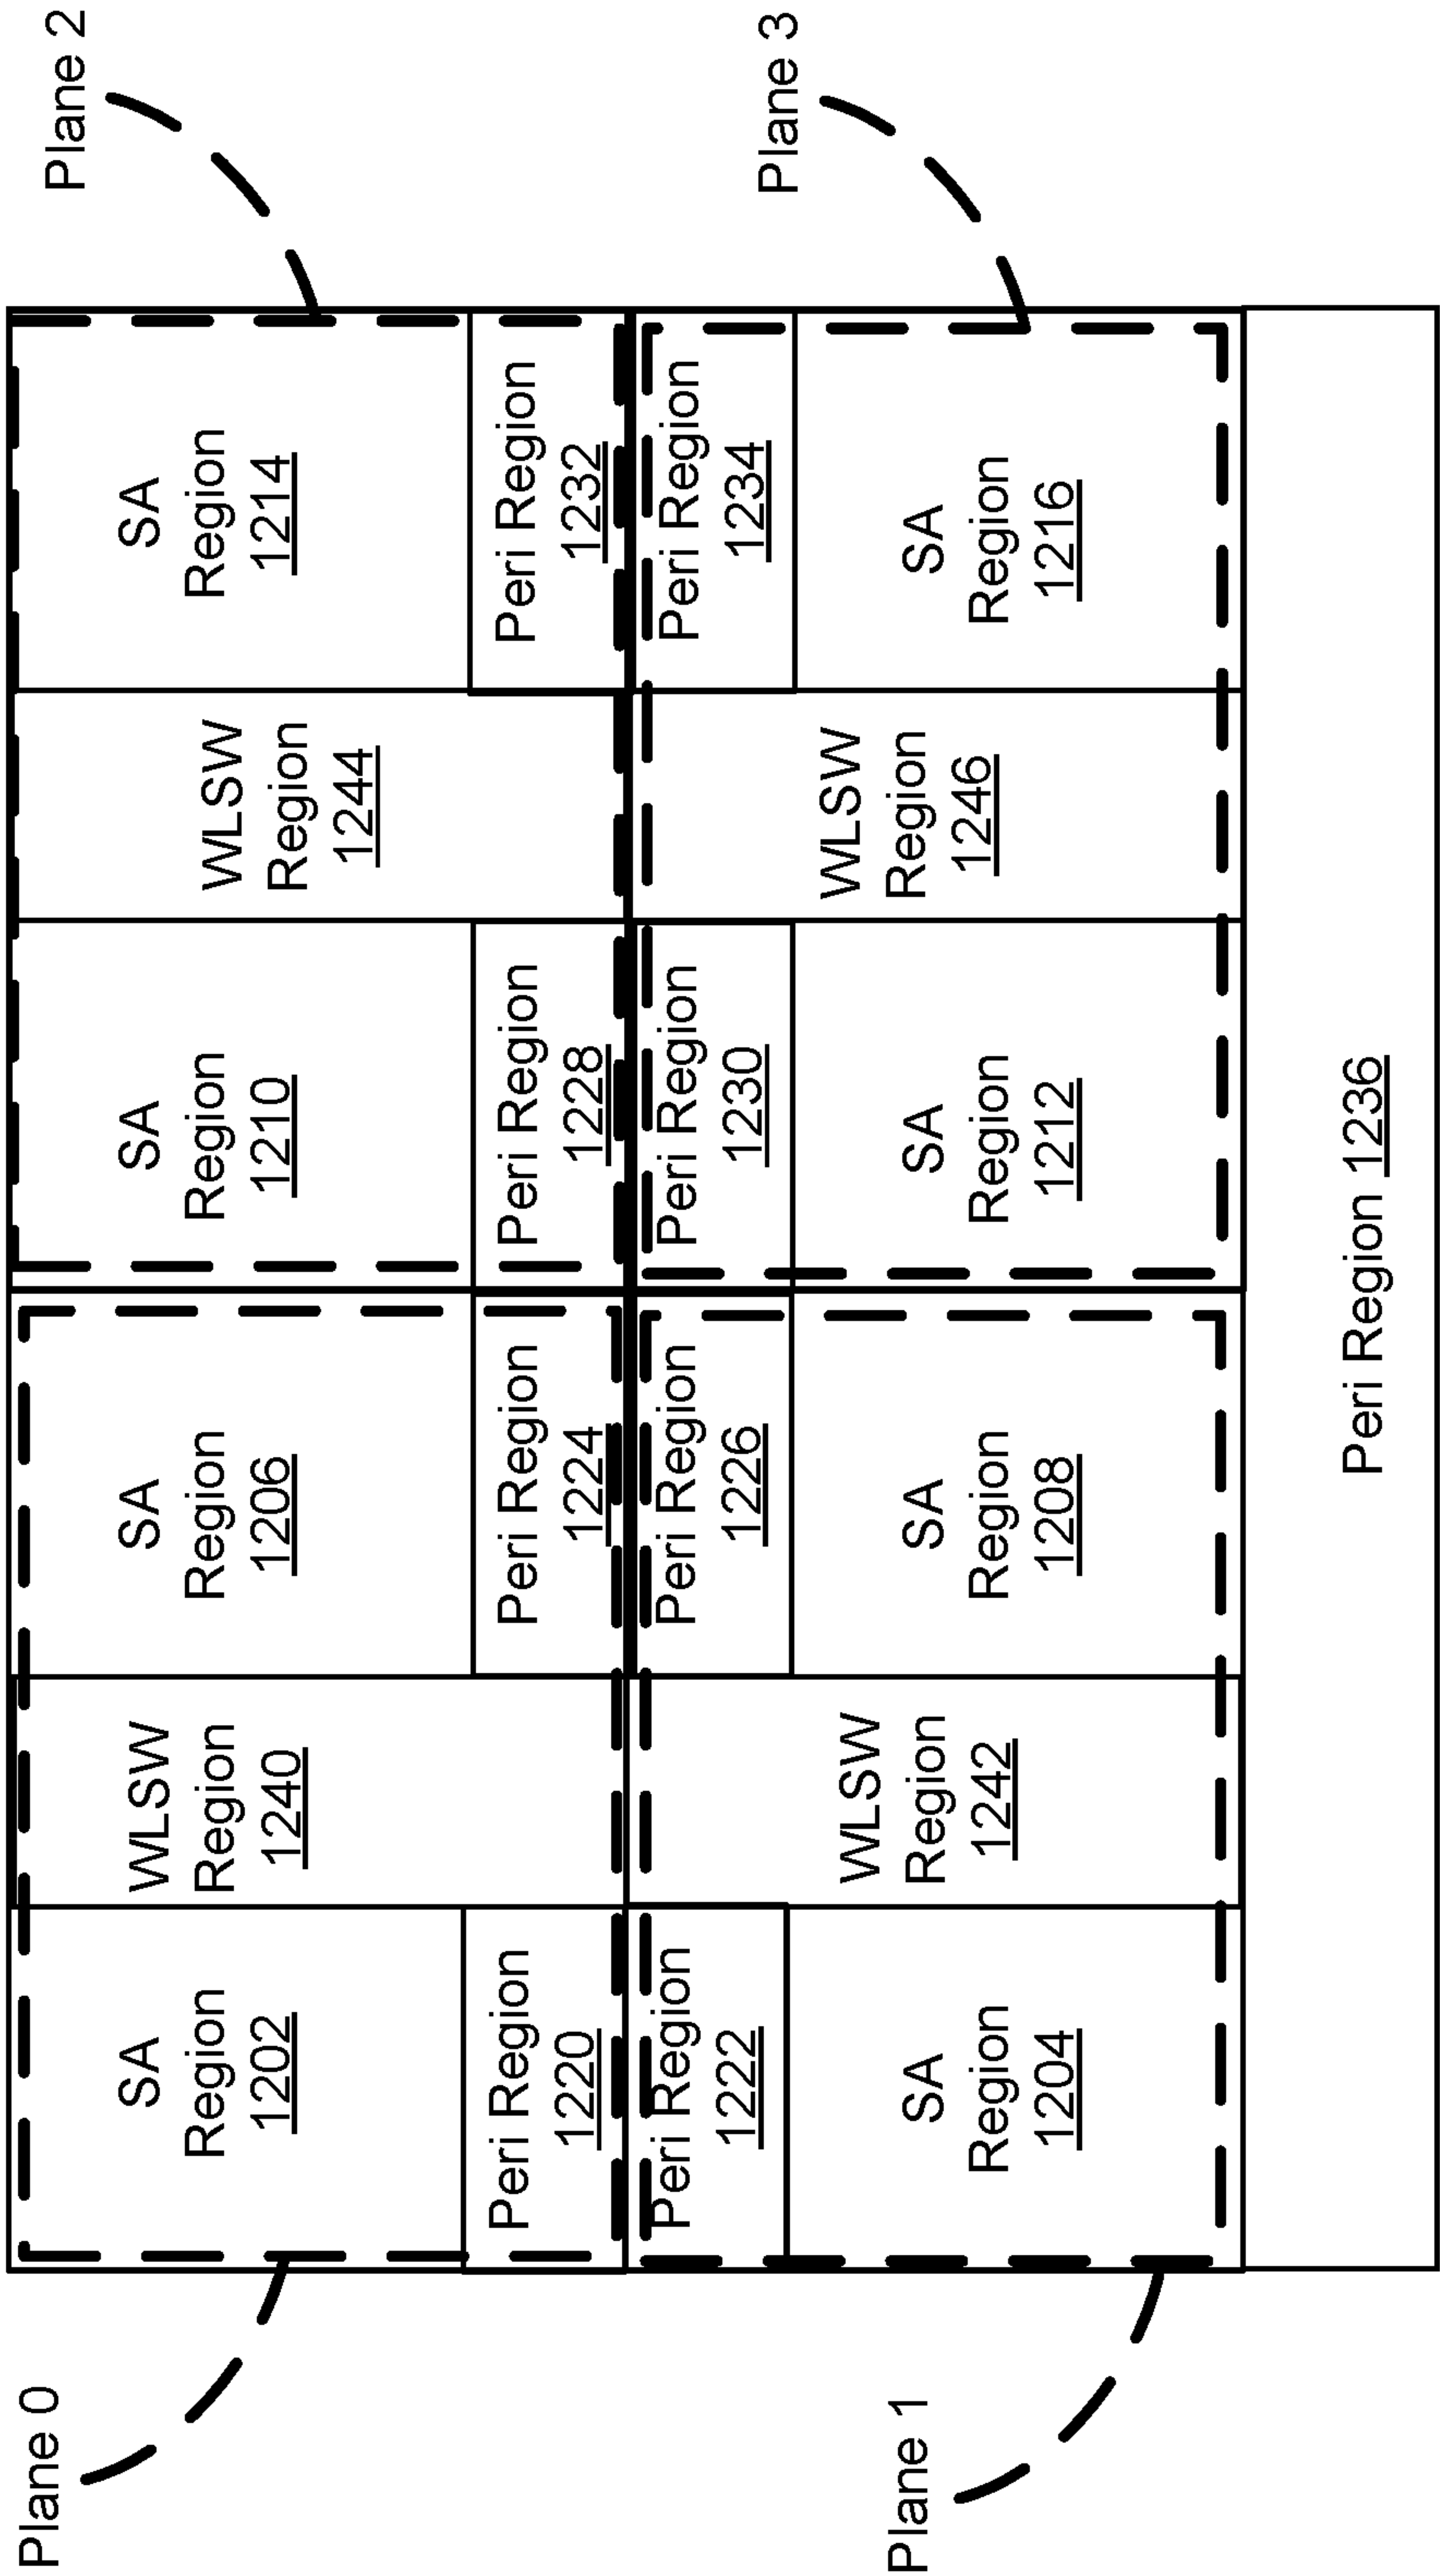 Plane 0
Plane 2
SA
Region
1202
WLSW
Region
1240
SA
Region
1206
SA
Region
1210
WLSW
Region
1244
SA
Region
1214
Peri Region
1220
Peri Region
1224
Peri Region
1228
Peri Region
1232
Peri Region
1222
Peri Region
1226
Peri Region
1230
Peri Region
1234
Plane 1
Plane 3
SA
Region
1204
WLSW
Region
1242
SA
Region
1208
SA
Region
1212
WLSW
Region
1246
SA
Region
1216
Peri Region 1236